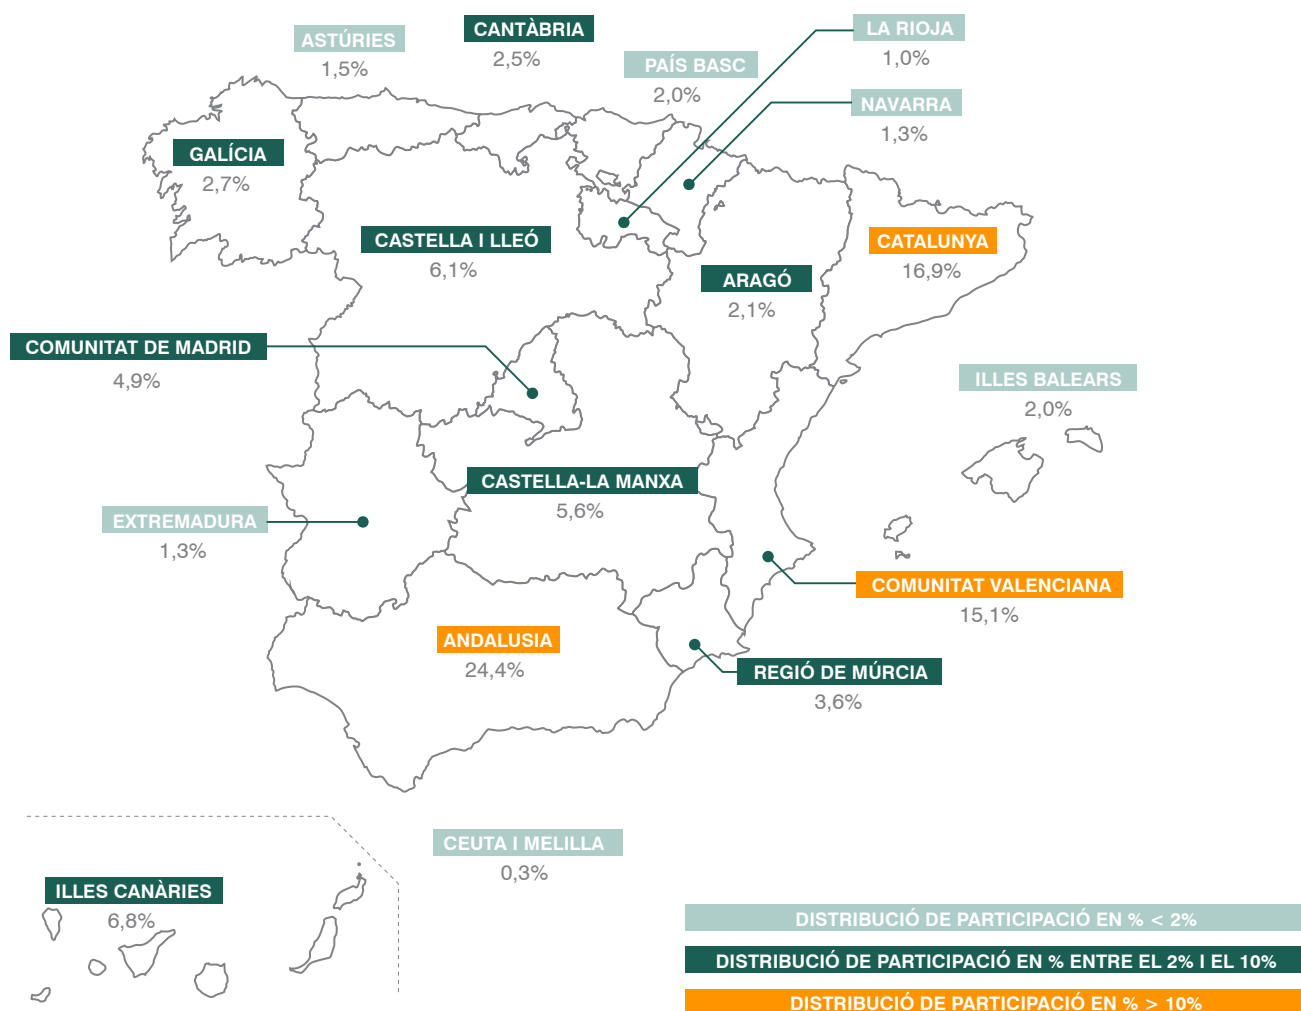 ASTÚRIES
1,5%
CANTÀBRIA
2,5%
PAÍS BASC
2,0%
LA RIOJA
1,0%
NAVARRA
1,3%
GALÍCIA
2,7%
CASTELLA I LLEÓ
6,1%
ARAGÓ
2,1%
CATALUNYA
16,9%
COMUNITAT DE MADRID
4,9%
ILLES BALEARS
2,0%
CASTELLA-LA MANXA
5,6%
EXTREMADURA
1,3%
COMUNITAT VALENCIANA
15,1%
ANDALUSIA
24,4%
REGIÓ DE MÚRCIA
3,6%
CEUTA I MELILLA
0,3%
ILLES CANÀRIES
6,8%
DISTRIBUCIÓ DE PARTICIPACIÓ EN % < 2%
DISTRIBUCIÓ DE PARTICIPACIÓ EN % ENTRE EL 2% I EL 10%
DISTRIBUCIÓ DE PARTICIPACIÓ EN % > 10%